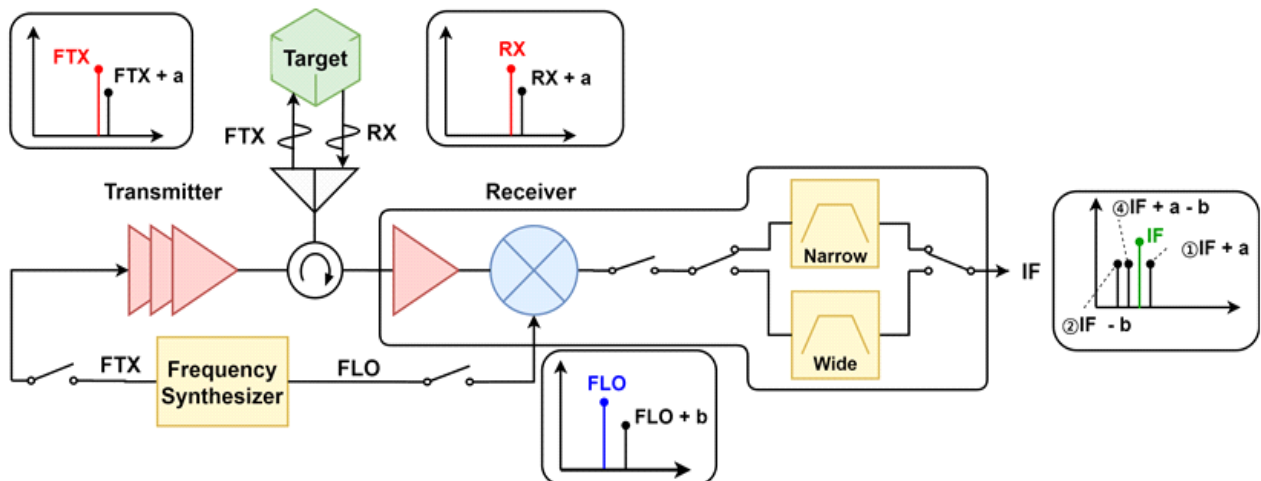 FTX
FTX + a
Target
RX
RX + a
FTX
RX
Transmitter
Receiver
Narrow
Wide
IF
④IF + a - b
IF
①IF + a
②IF - b
FTX
Frequency
Synthesizer
FLO
FLO
FLO + b